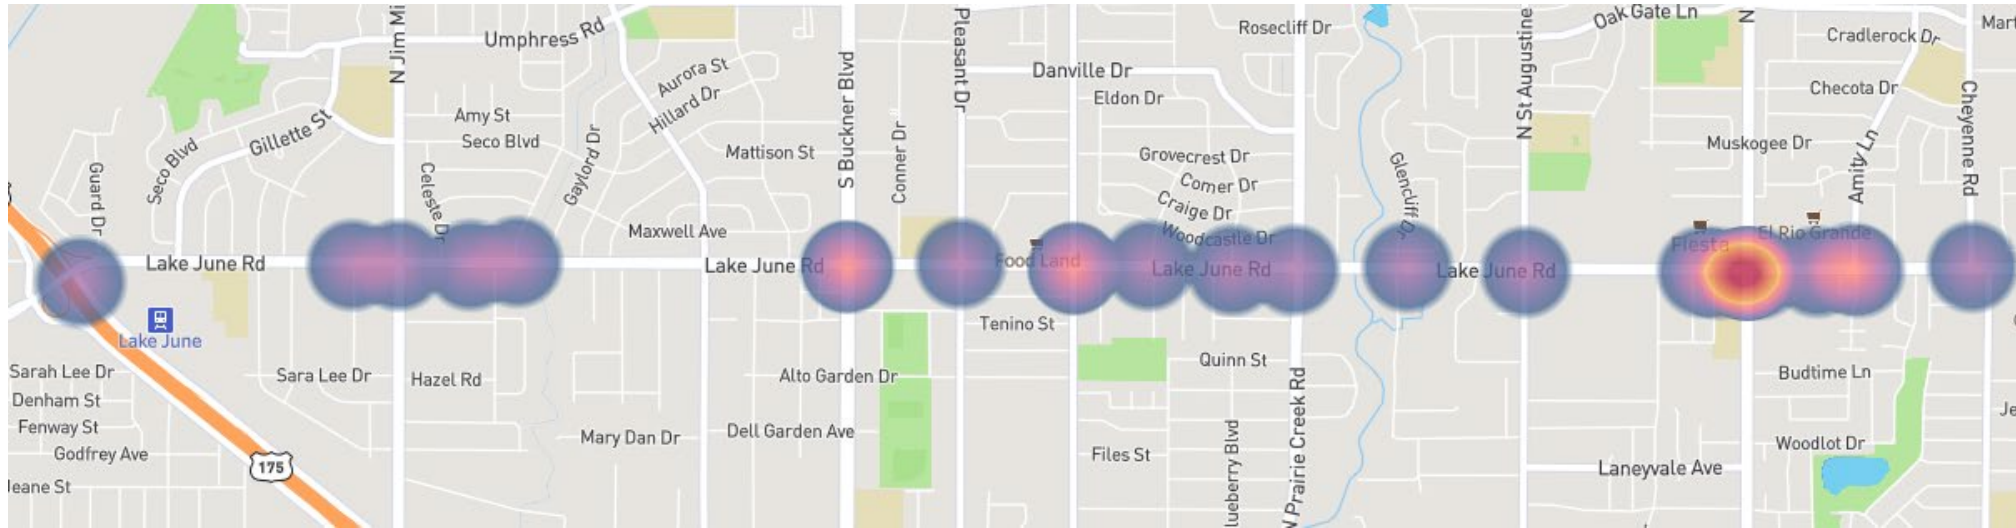 Umphress Rd
N Jim Mi
Rosecliff Dr
Oak Gate Ln
N
Cradlerock Dr
Mart
Aurora St
Hillard Dr
Pleasant Dr
Danville Dr
Eldon Dr
N St Augustine
Checota Dr
Cheyenne Rd
Amy St
Seco Blvd
Gillette St
Seco Blvd
Guard Dr
Celeste Dr
Gaylord Dr
Mattison St
S Buckner Blvd
Conner Dr
Grovecrest Dr
Comer Dr
Craige Dr
Woodcastle Dr
Glencliff Dr
Muskogee Dr
Amity Ln
Maxwell Ave
Lake June Rd
Lake June Rd
Food Land
Lake June Rd
Lake June Rd
Fiesta
El Rio Grande
Lake June
Tenino St
Quinn St
Sarah Lee Dr
Denham St
Fenway St
Godfrey Ave
Jeane St
175
Sara Lee Dr
Hazel Rd
Alto Garden Dr
Dell Garden Ave
Mary Dan Dr
Files St
lueberry Blvd
N Prairie Creek Rd
Budtime Ln
Je
Woodlot Dr
Laneyvale Ave